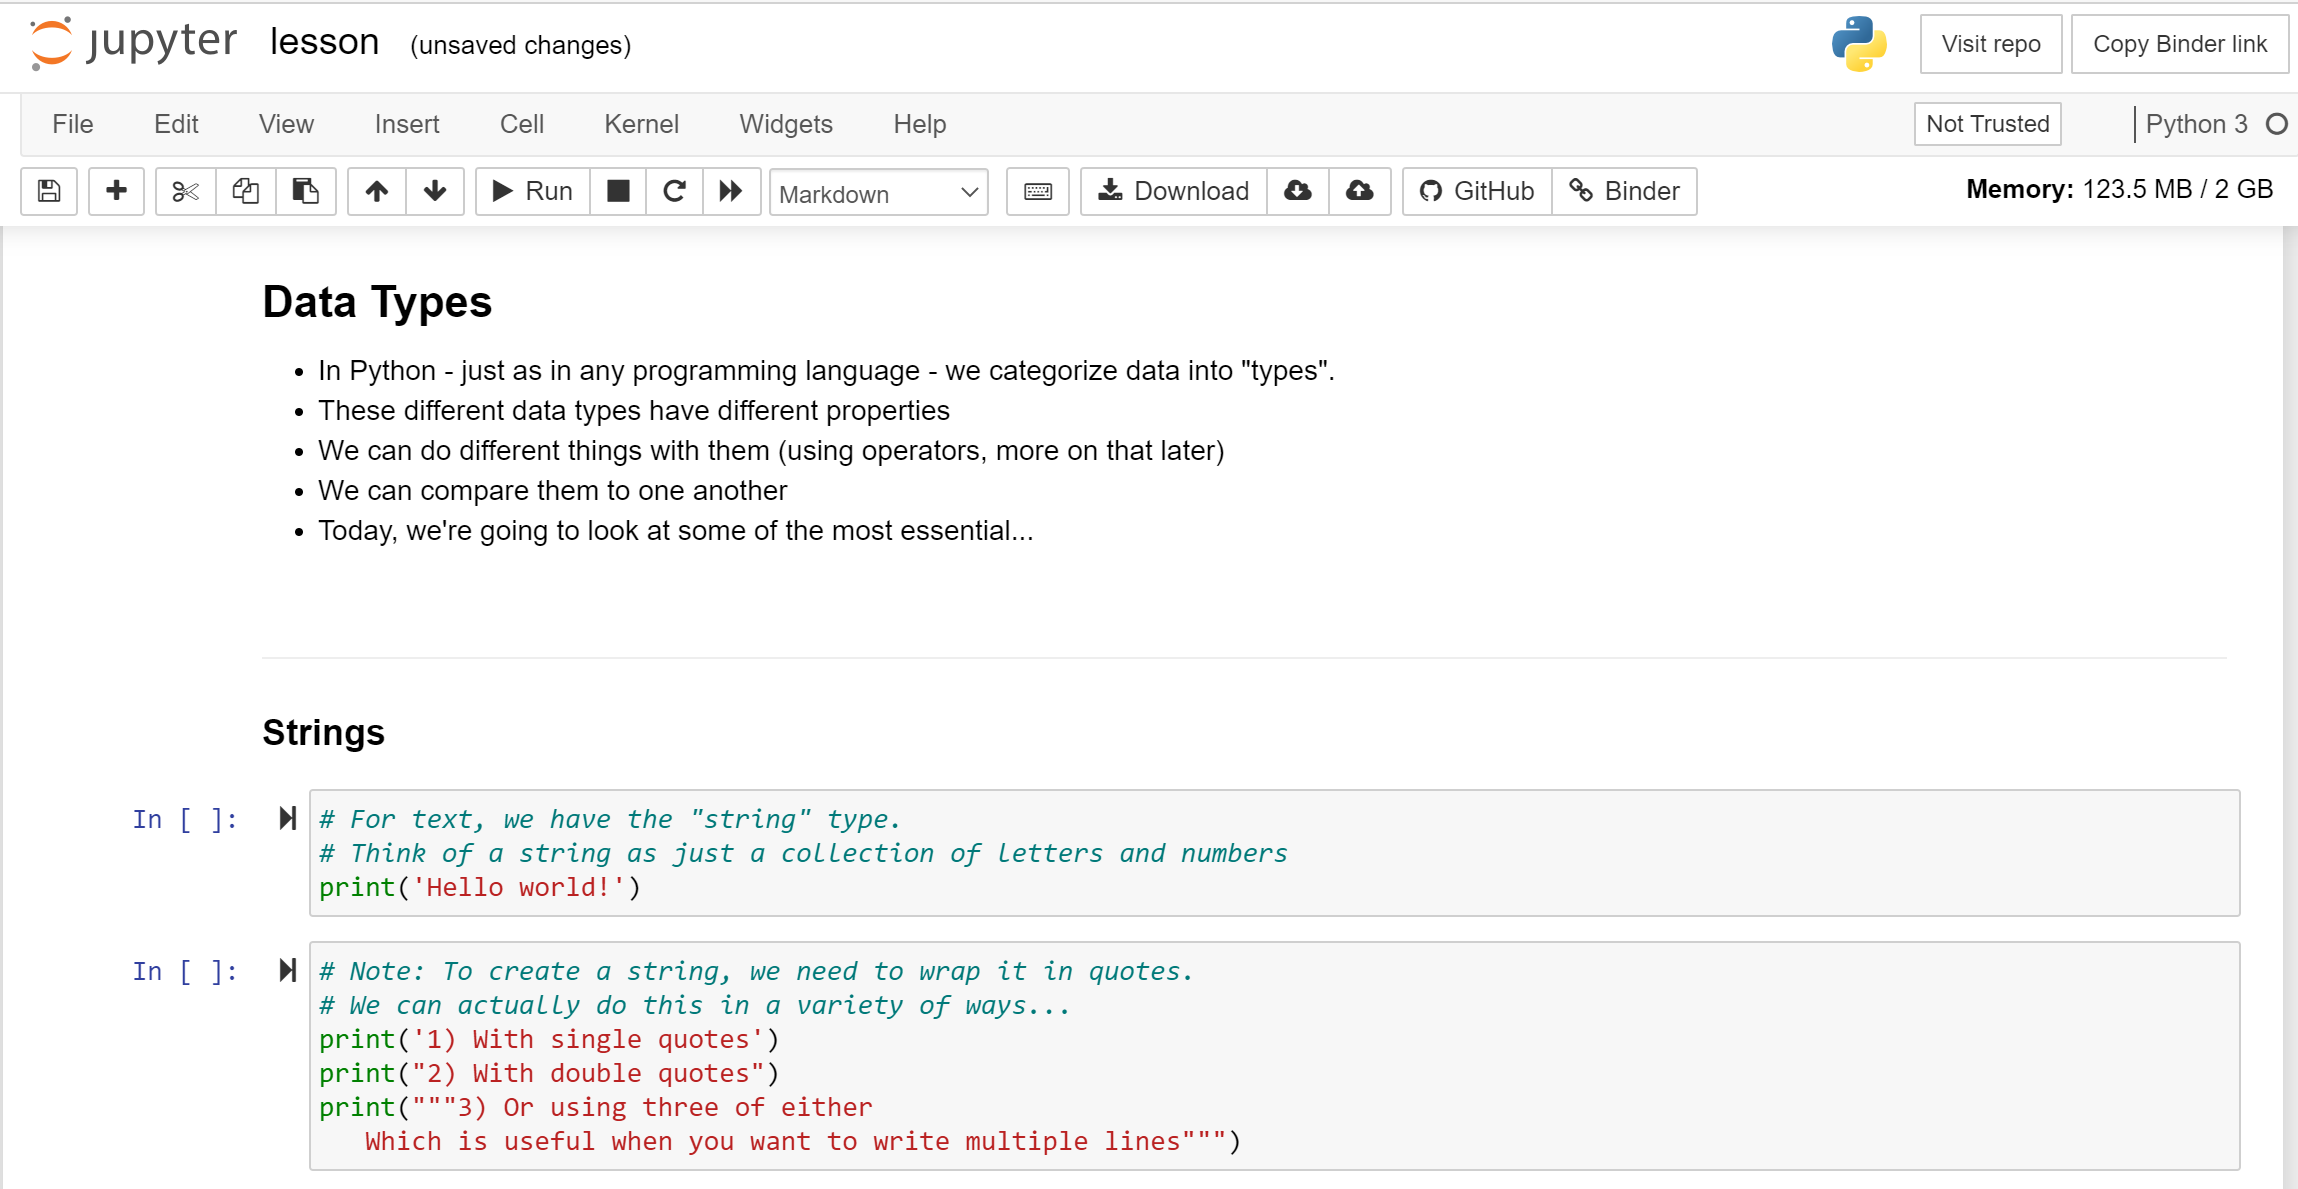 jupyter lesson (unsaved changes) Visit repo Copy Binder link
File Edit View Insert Cell Kernel Widgets Help Not Trusted Python 3
Run Markdown Download GitHub Binder Memory: 123.5 MB / 2 GB
Data Types
• In Python - just as in any programming language - we categorize data into "types".
• These different data types have different properties
• We can do different things with them (using operators, more on that later)
• We can compare them to one another
• Today, we're going to look at some of the most essential...
Strings
In [ ]: # For text, we have the "string" type.
# Think of a string as just a collection of letters and numbers
print('Hello world!')
In [ ]: # Note: To create a string, we need to wrap it in quotes.
# We can actually do this in a variety of ways...
print('1) With single quotes')
print("2) With double quotes")
print("""3) Or using three of either
   Which is useful when you want to write multiple lines""")